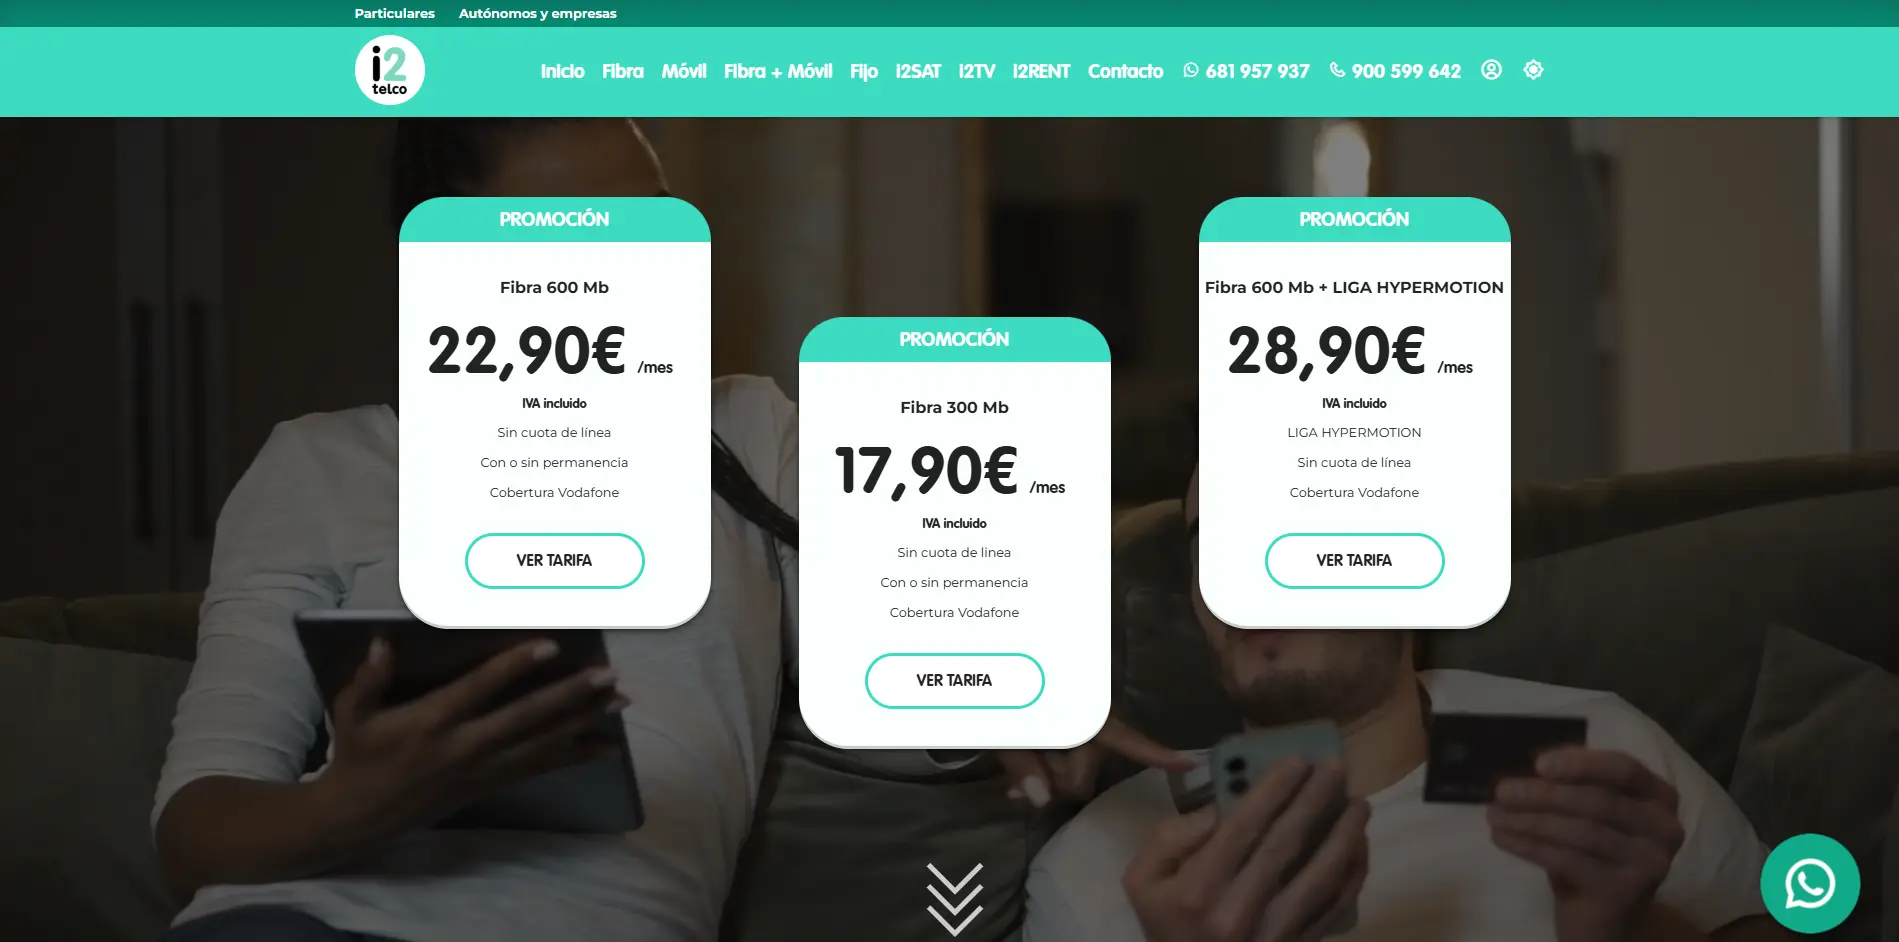 Particulares
Autónomos y empresas
i2
telco
Inicio
Fibra
Móvil
Fibra + Móvil
Fijo
i2SAT
i2TV
i2RENT
Contacto
681 957 937
900 599 642
PROMOCIÓN
Fibra 600 Mb
22,90€ /mes
IVA incluido
Sin cuota de línea
Con o sin permanencia
Cobertura Vodafone
VER TARIFA
PROMOCIÓN
Fibra 300 Mb
17,90€ /mes
IVA incluido
Sin cuota de linea
Con o sin permanencia
Cobertura Vodafone
VER TARIFA
PROMOCIÓN
Fibra 600 Mb + LIGA HYPERMOTION
28,90€ /mes
IVA incluido
LIGA HYPERMOTION
Sin cuota de línea
Cobertura Vodafone
VER TARIFA